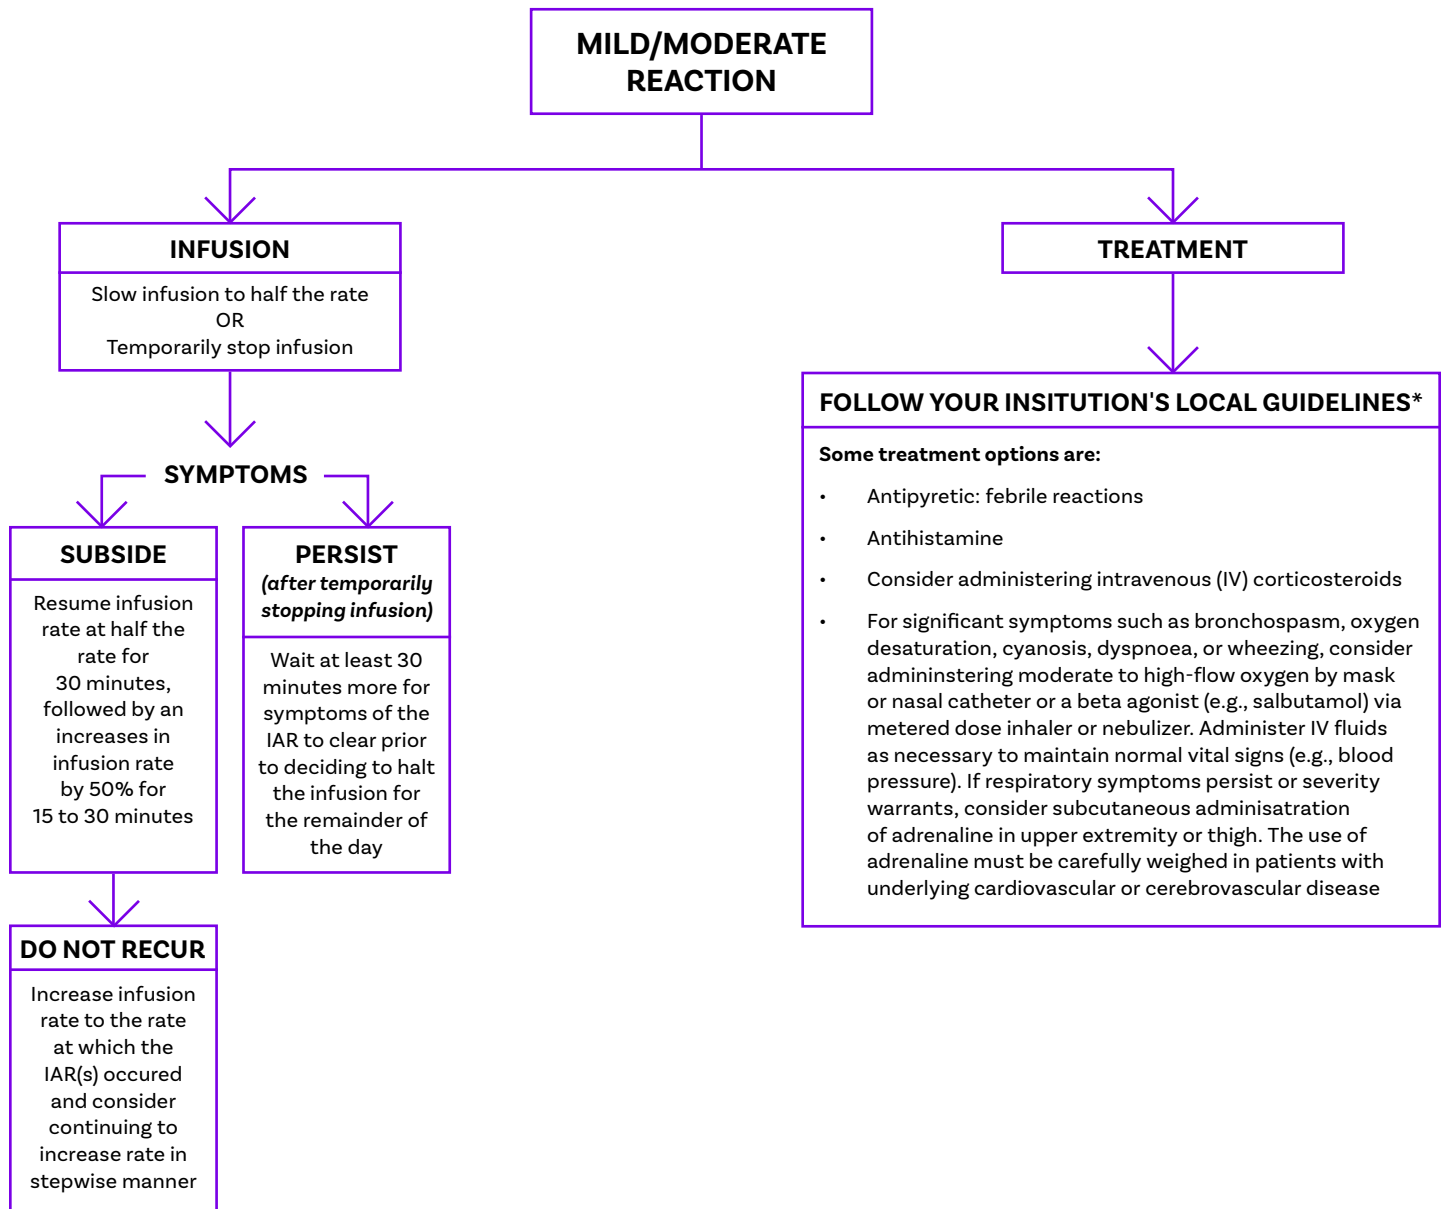 MILD/MODERATE
REACTION
INFUSION
Slow infusion to half the rate
OR
Temporarily stop infusion
SYMPTOMS
SUBSIDE
Resume infusion
rate at half the
rate for
30 minutes,
followed by an
increases in
infusion rate
by 50% for
15 to 30 minutes
PERSIST
(after temporarily
stopping infusion)
Wait at least 30
minutes more for
symptoms of the
IAR to clear prior
to deciding to halt
the infusion for
the remainder of
the day
DO NOT RECUR
Increase infusion
rate to the rate
at which the
IAR(s) occured
and consider
continuing to
increase rate in
stepwise manner
TREATMENT
FOLLOW YOUR INSITUTION'S LOCAL GUIDELINES*
Some treatment options are:
• Antipyretic: febrile reactions
• Antihistamine
• Consider administering intravenous (IV) corticosteroids
• For significant symptoms such as bronchospasm, oxygen
desaturation, cyanosis, dyspnoea, or wheezing, consider
admininstering moderate to high-flow oxygen by mask
or nasal catheter or a beta agonist (e.g., salbutamol) via
metered dose inhaler or nebulizer. Administer IV fluids
as necessary to maintain normal vital signs (e.g., blood
pressure). If respiratory symptoms persist or severity
warrants, consider subcutaneous adminisatration
of adrenaline in upper extremity or thigh. The use of
adrenaline must be carefully weighed in patients with
underlying cardiovascular or cerebrovascular disease